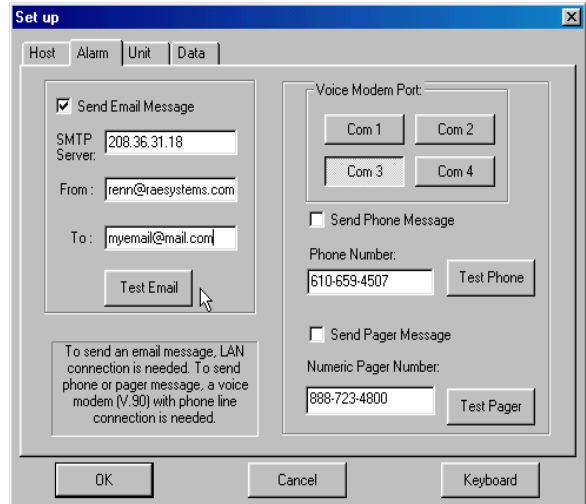 Set up
Host
Alarm
Unit
Data
Send Email Message
SMTP
Server:
208.36.31.18
From :
renn@raesystems.com
To :
myemail@mail.com
Test Email
To send an email message, LAN
connection is needed. To send
phone or pager message, a voice
modem (V.90) with phone line
connection is needed.
Voice Modem Port:
Com 1
Com 2
Com 3
Com 4
Send Phone Message
Phone Number:
610-659-4507
Test Phone
Send Pager Message
Numeric Pager Number:
888-723-4800
Test Pager
OK
Cancel
Keyboard